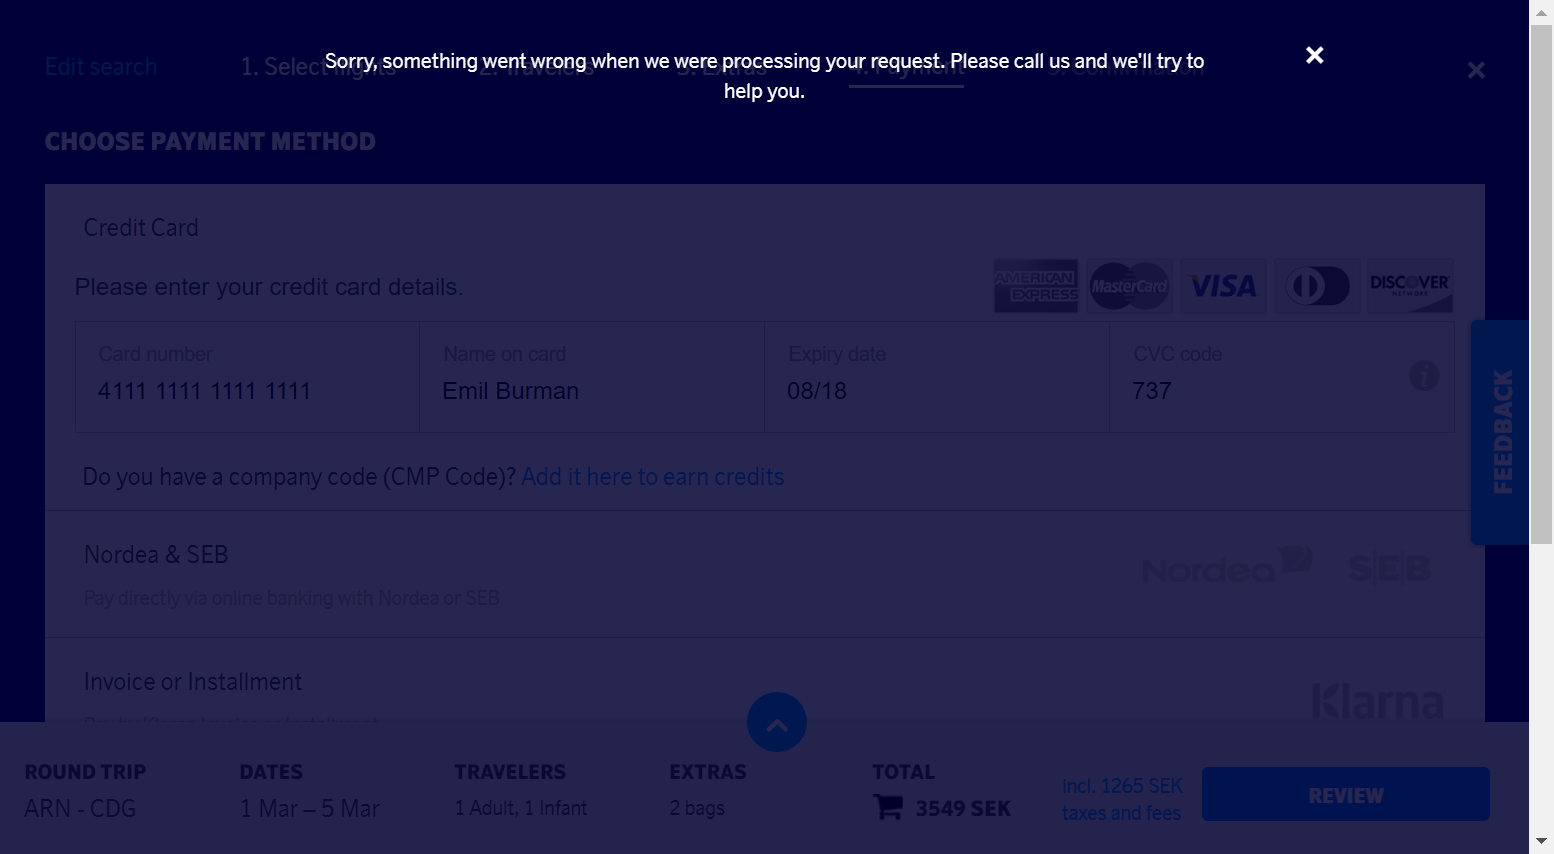 Sorry, something went wrong when we were processing your request. Please call us and we'll try to
help you.
Edit search 1. Select flights 2. Travelers 3. Extras 4. Payment 5. Confirmation
CHOOSE PAYMENT METHOD
Credit Card
Please enter your credit card details.
AMERICAN EXPRESS MasterCard VISA DISCOVER NETWORK
Card number Name on card Expiry date CVC code
4111 1111 1111 1111 Emil Burman 08/18 737
Do you have a company code (CMP Code)? Add it here to earn credits
FEEDBACK
Nordea & SEB
Nordea SEB
Pay directly via online banking with Nordea or SEB
Invoice or Installment
Klarna
ROUND TRIP DATES TRAVELERS EXTRAS TOTAL
ARN - CDG 1 Mar – 5 Mar 1 Adult, 1 Infant 2 bags 3549 SEK
incl. 1265 SEK
taxes and fees
REVIEW